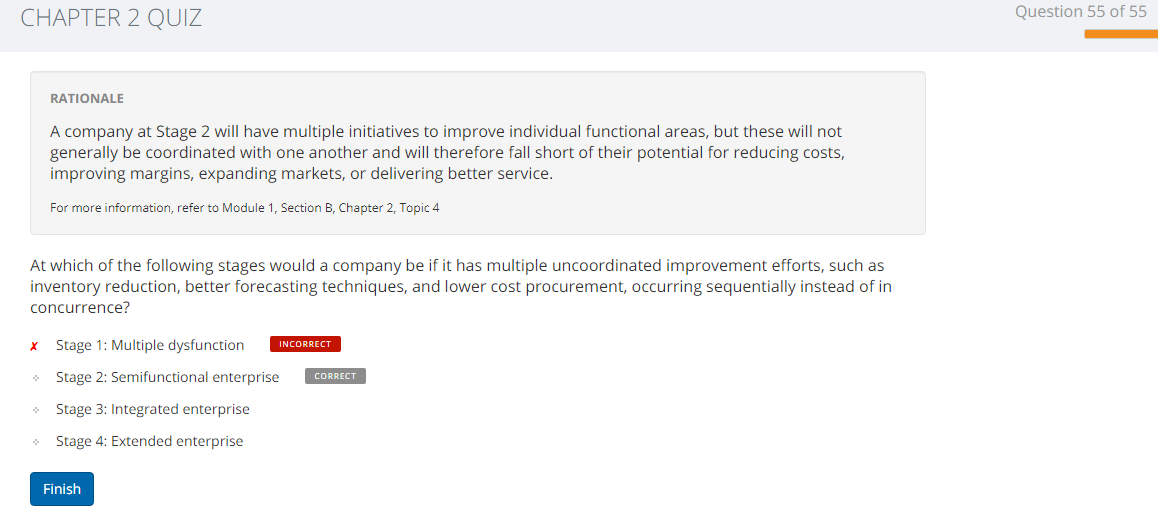 CHAPTER 2 QUIZ
Question 55 of 55
RATIONALE
A company at Stage 2 will have multiple initiatives to improve individual functional areas, but these will not
generally be coordinated with one another and will therefore fall short of their potential for reducing costs,
improving margins, expanding markets, or delivering better service.
For more information, refer to Module 1, Section B, Chapter 2, Topic 4
At which of the following stages would a company be if it has multiple uncoordinated improvement efforts, such as
inventory reduction, better forecasting techniques, and lower cost procurement, occurring sequentially instead of in
concurrence?
✗ Stage 1: Multiple dysfunction INCORRECT
Stage 2: Semifunctional enterprise CORRECT
Stage 3: Integrated enterprise
Stage 4: Extended enterprise
Finish